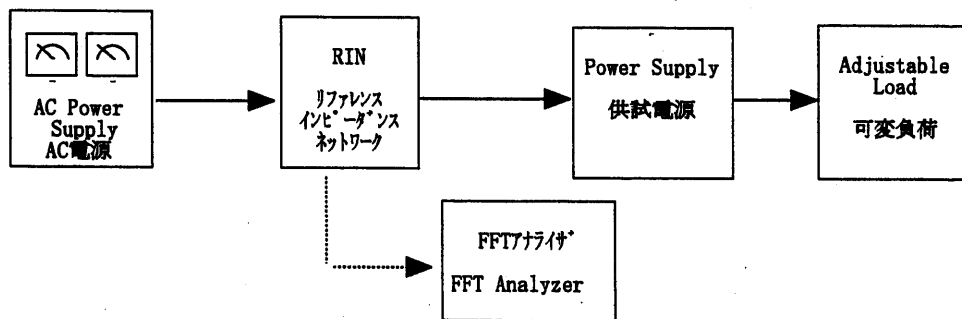 AC Power
Supply
AC電源
RIN
ﾘﾌｧﾚﾝｽ
ｲﾝﾋﾟｰﾀﾞﾝｽ
ﾈｯﾄﾜｰｸ
Power Supply
供試電源
Adjustable
Load
可変負荷
FFTｱﾅﾗｲｻﾞ
FFT Analyzer